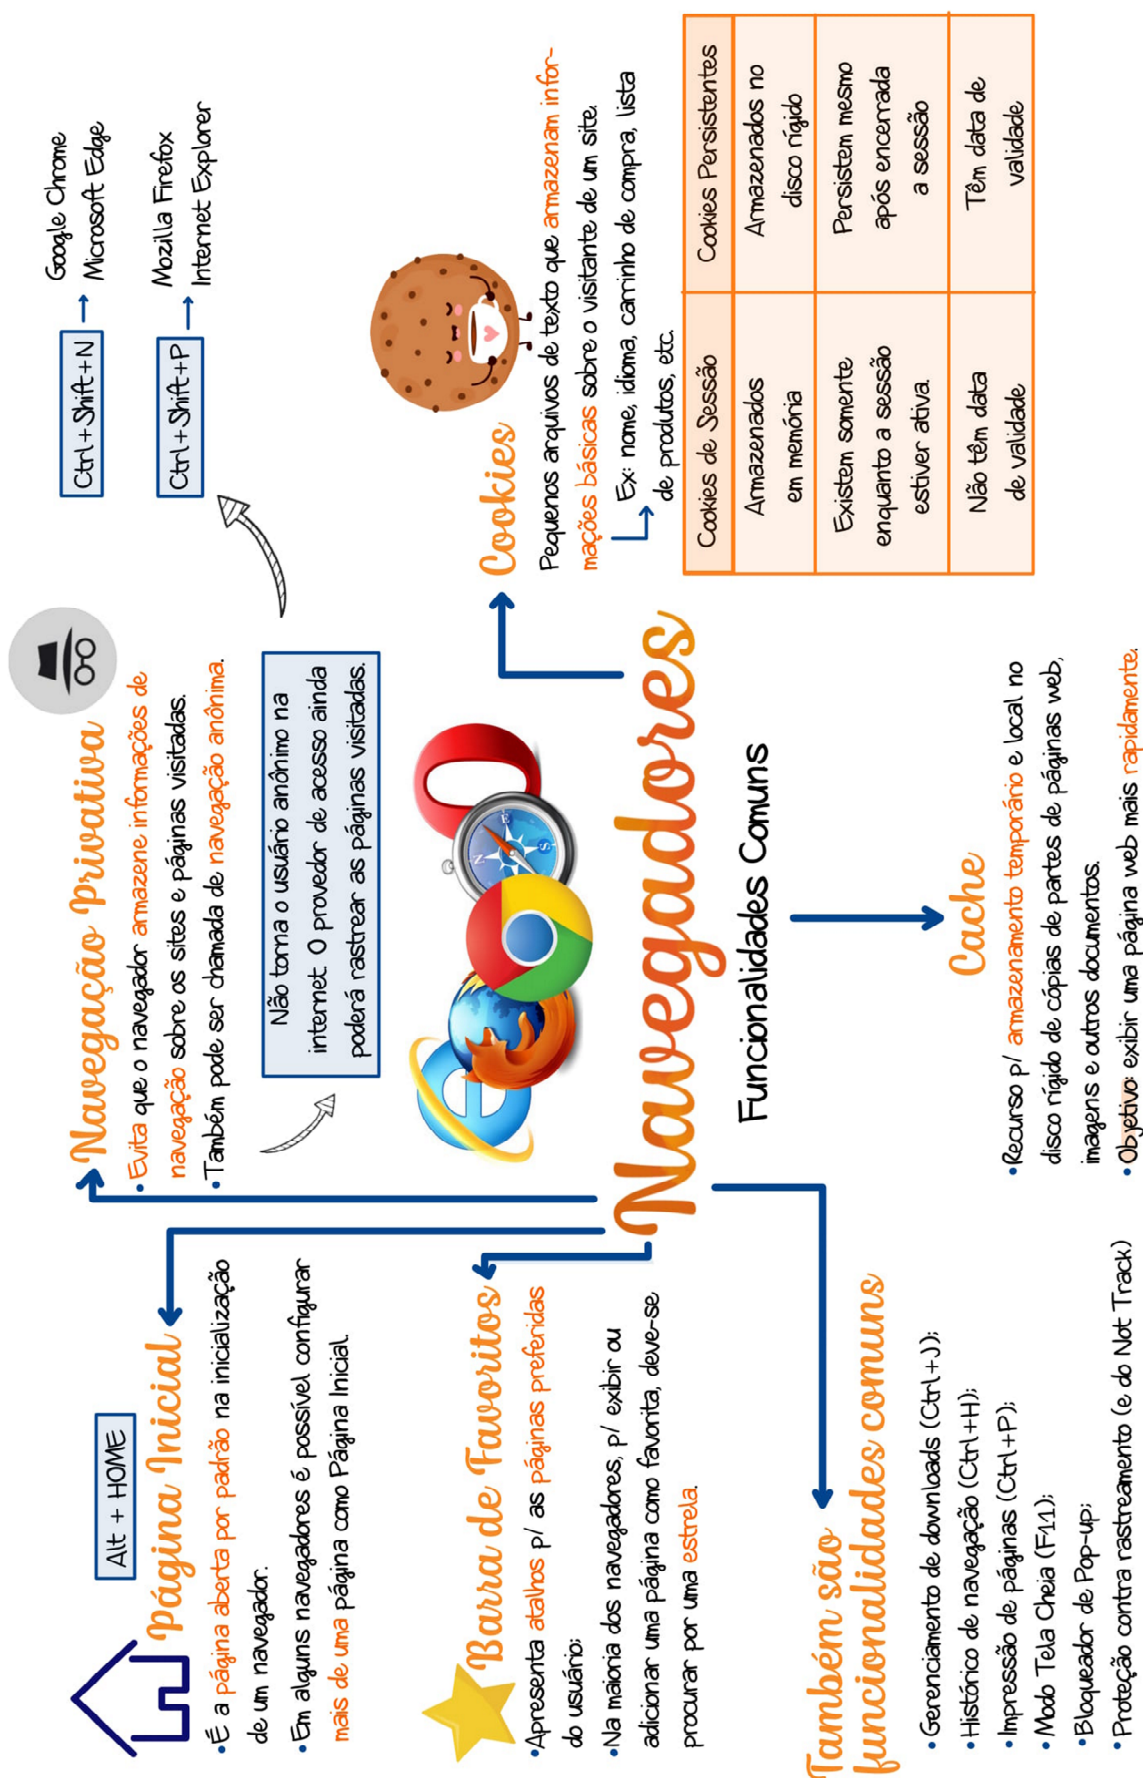 Alt + HOME
Página Inicial
• É a página aberta por padrão na inicialização
de um navegador.
• Em alguns navegadores é possível configurar
mais de uma página como Página Inicial.
Navegação Privativa
• Evita que o navegador armazene informações de
navegação sobre os sites e páginas visitadas.
• Também pode ser chamada de navegação anônima.
Não torna o usuário anônimo na
internet. O provedor de acesso ainda
poderá rastrear as páginas visitadas.
Ctrl+Shift+N → Google Chrome
Microsoft Edge
Ctrl+Shift+P → Mozilla Firefox
Internet Explorer
Barra de Favoritos
• Apresenta atalhos p/ as páginas preferidas
do usuário;
• Na maioria dos navegadores, p/ exibir ou
adicionar uma página como favorita, deve-se
procurar por uma estrela.
N
E
S
Navegadores
Funcionalidades Comuns
Cookies
Pequenos arquivos de texto que armazenam infor-
mações básicas sobre o visitante de um site.
Ex: nome, idioma, carrinho de compra, lista
de produtos, etc.
Cookies de Sessão Cookies Persistentes
Armazenados Armazenados no
em memória disco rígido
Existem somente Persistem mesmo
enquanto a sessão após encerrada
estiver ativa a sessão
Não têm data Têm data de
de validade validade
Também são
funcionalidades comuns
• Gerenciamento de downloads (Ctrl+J);
• Histórico de navegação (Ctrl+H);
• Impressão de páginas (Ctrl+P);
• Modo Tela Cheia (F11);
• Bloqueador de Pop-up;
• Proteção contra rastreamento (e do Not Track)
Cache
• Recurso p/ armazenamento temporário e local no
disco rígido de cópias de partes de páginas web,
imagens e outros documentos.
• Objetivo: exibir uma página web mais rapidamente.